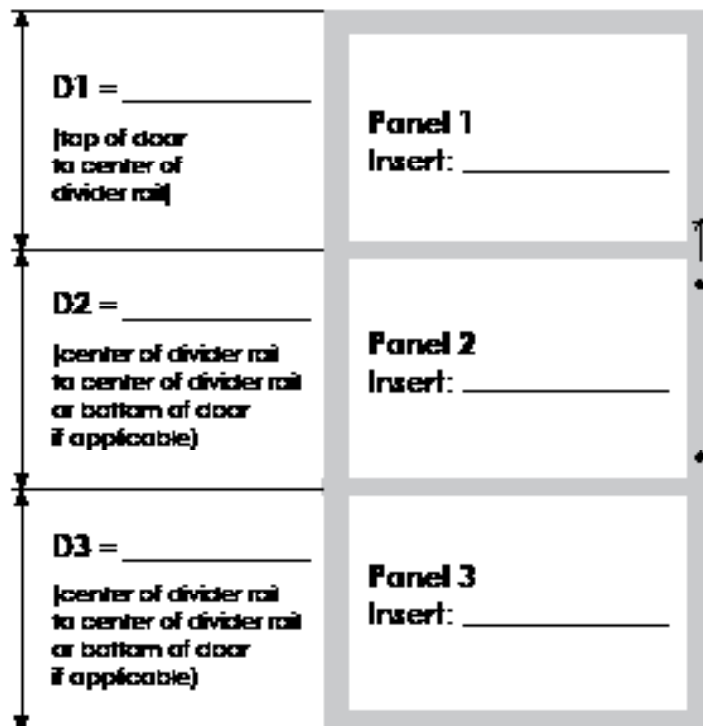 D1 = ___________
(top of door
to center of
divider rail)
Panel 1
Insert: ___________
D2 = ___________
(center of divider rail
to center of divider rail
or bottom of door
if applicable)
Panel 2
Insert: ___________
D3 = ___________
(center of divider rail
to center of divider rail
or bottom of door
if applicable)
Panel 3
Insert: ___________